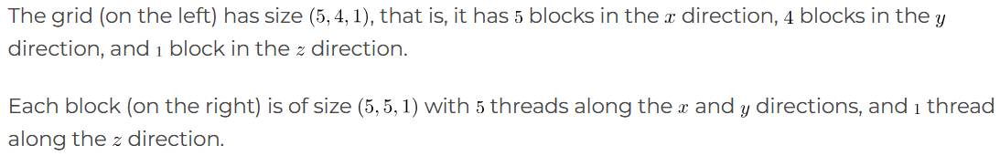 The grid (on the left) has size (5, 4, 1), that is, it has 5 blocks in the x direction, 4 blocks in the y
direction, and 1 block in the z direction.
Each block (on the right) is of size (5, 5, 1) with 5 threads along the x and y directions, and 1 thread
along the z direction.